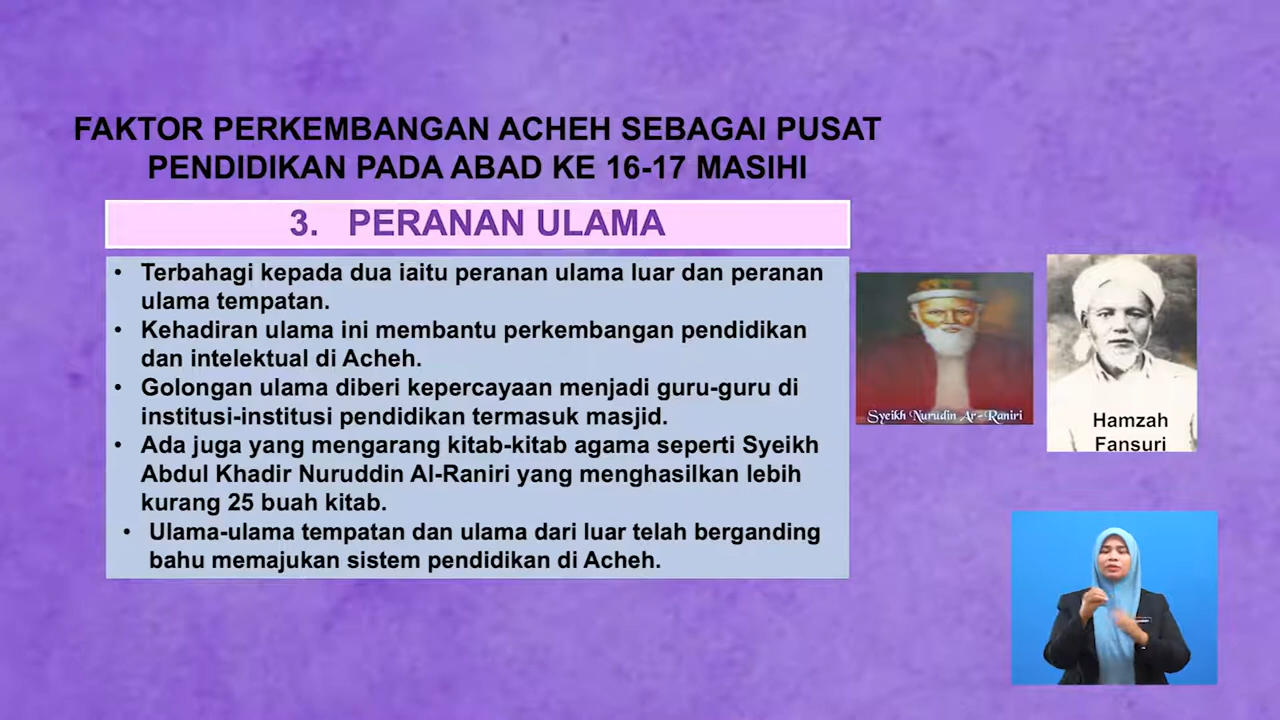 FAKTOR PERKEMBANGAN ACHEH SEBAGAI PUSAT
PENDIDIKAN PADA ABAD KE 16-17 MASIHI
3. PERANAN ULAMA
• Terbahagi kepada dua iaitu peranan ulama luar dan peranan
ulama tempatan.
• Kehadiran ulama ini membantu perkembangan pendidikan
dan intelektual di Acheh.
• Golongan ulama diberi kepercayaan menjadi guru-guru di
institusi-institusi pendidikan termasuk masjid.
• Ada juga yang mengarang kitab-kitab agama seperti Syeikh
Abdul Khadir Nuruddin Al-Raniri yang menghasilkan lebih
kurang 25 buah kitab.
• Ulama-ulama tempatan dan ulama dari luar telah berganding
bahu memajukan sistem pendidikan di Acheh.
Syeikh Nurudin Ar-Raniri
Hamzah
Fansuri